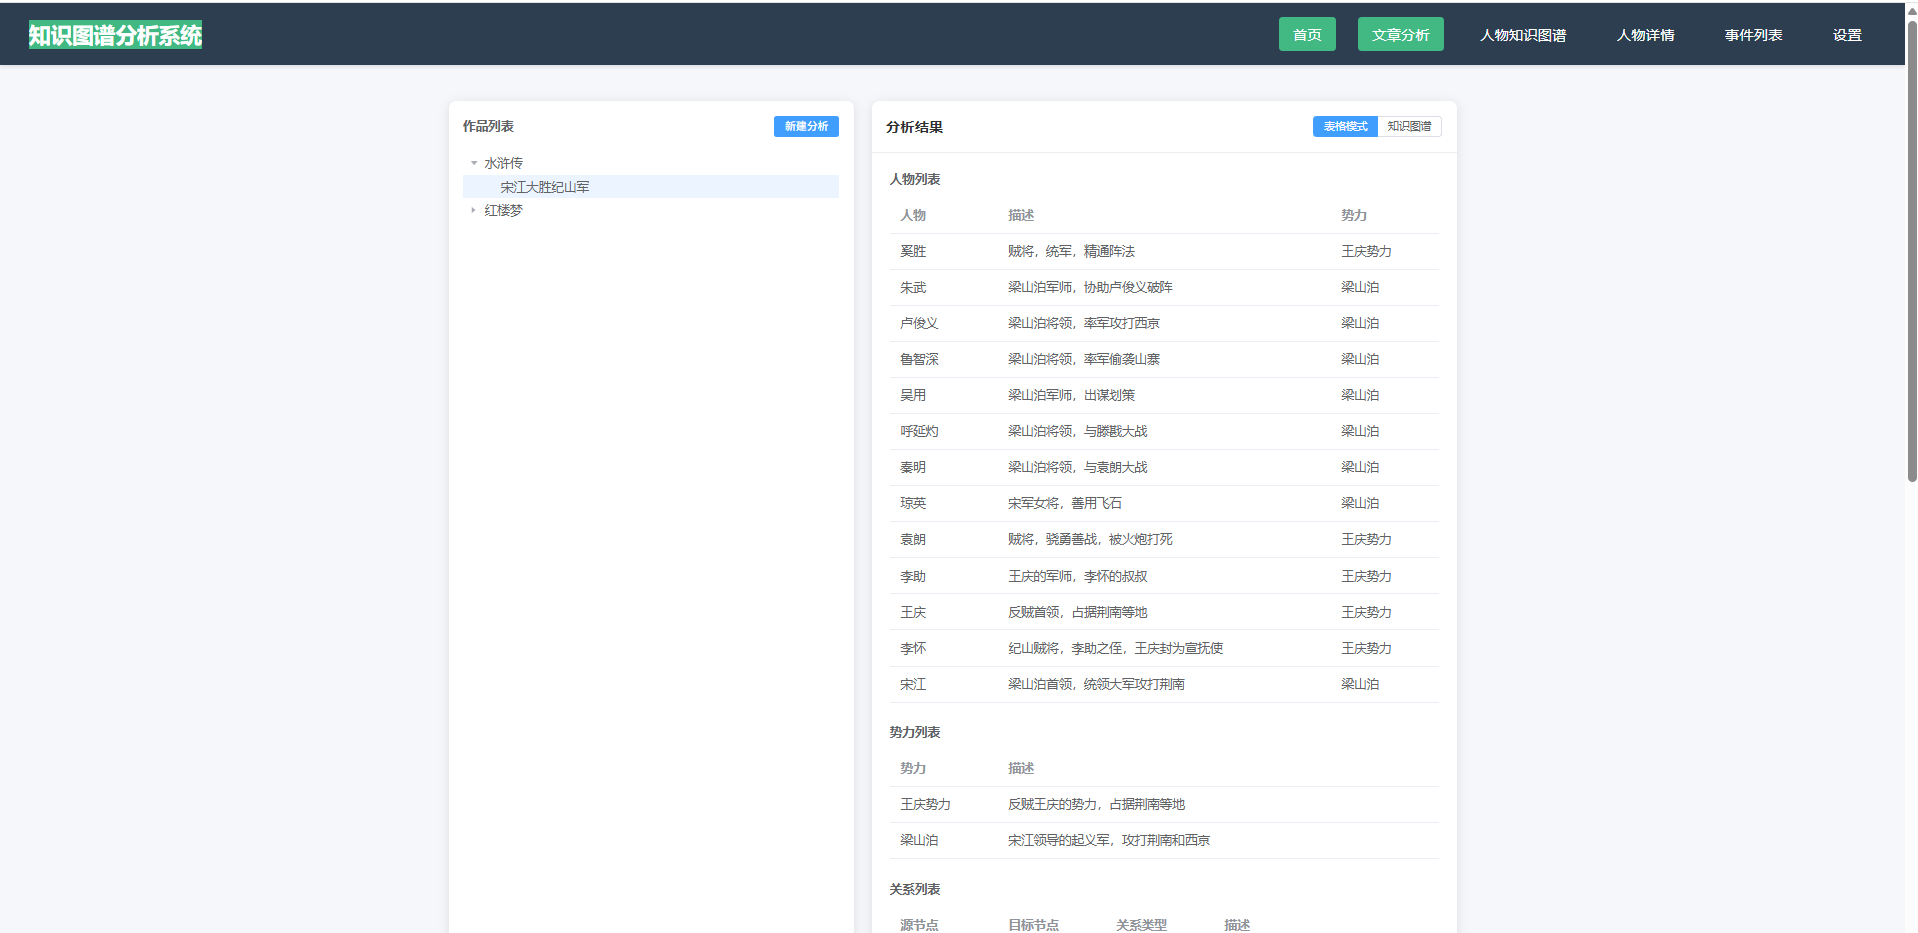 知识图谱分析系统 首页 文章分析 人物知识图谱 人物详情 事件列表 设置
作品列表 新建分析
水浒传
宋江大胜纪山军
红楼梦
分析结果 表格模式 知识图谱
人物列表
人物 描述 势力
奚胜 贼将，统军，精通阵法 王庆势力
朱武 梁山泊军师，协助卢俊义破阵 梁山泊
卢俊义 梁山泊将领，率军攻打西京 梁山泊
鲁智深 梁山泊将领，率军偷袭山寨 梁山泊
吴用 梁山泊军师，出谋划策 梁山泊
呼延灼 梁山泊将领，与滕戡大战 梁山泊
秦明 梁山泊将领，与袁朗大战 梁山泊
琼英 宋军女将，善用飞石 梁山泊
袁朗 贼将，骁勇善战，被火炮打死 王庆势力
李助 王庆的军师，李怀的叔叔 王庆势力
王庆 反贼首领，占据荆南等地 王庆势力
李怀 纪山贼将，李助之侄，王庆封为宣抚使 王庆势力
宋江 梁山泊首领，统领大军攻打荆南 梁山泊
势力列表
势力 描述
王庆势力 反贼王庆的势力，占据荆南等地
梁山泊 宋江领导的起义军，攻打荆南和西京
关系列表
源节点 目标节点 关系类型 描述